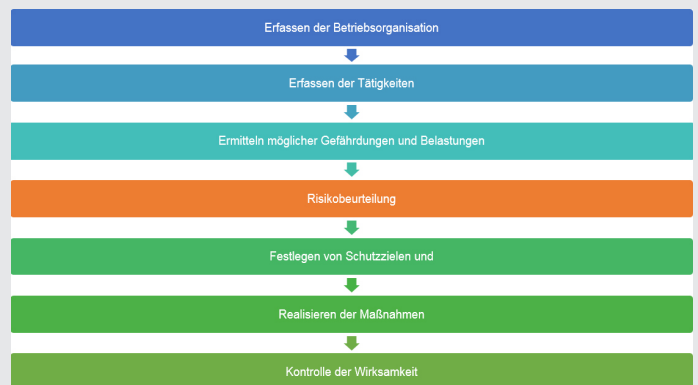 Erfassen der Betriebsorganisation
Erfassen der Tätigkeiten
Ermitteln möglicher Gefährdungen und Belastungen
Risikobeurteilung
Festlegen von Schutzzielen und
Realisieren der Maßnahmen
Kontrolle der Wirksamkeit